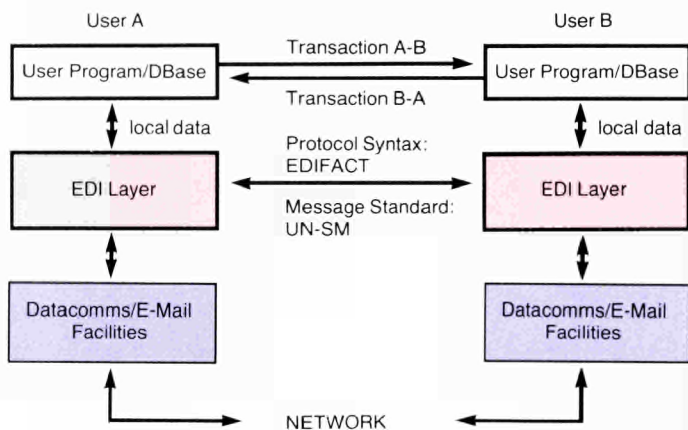 User A
User B
User Program/DBase
Transaction A-B
User Program/DBase
Transaction B-A
local data
local data
Protocol Syntax:
EDIFACT
EDI Layer
EDI Layer
Message Standard:
UN-SM
Datacomms/E-Mail
Facilities
Datacomms/E-Mail
Facilities
NETWORK